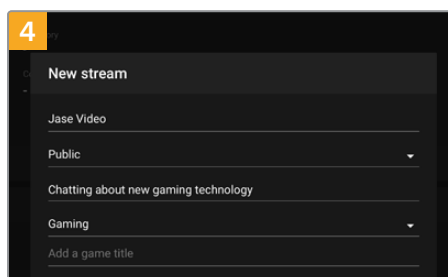 4
New stream
Jase Video
Public
Chatting about new gaming technology
Gaming
Add a game title